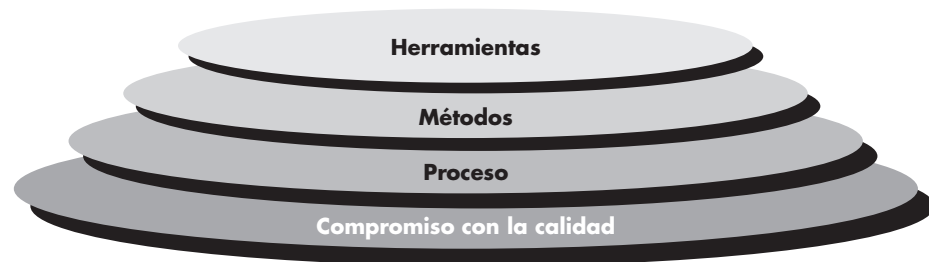 Herramientas
Métodos
Proceso
Compromiso con la calidad